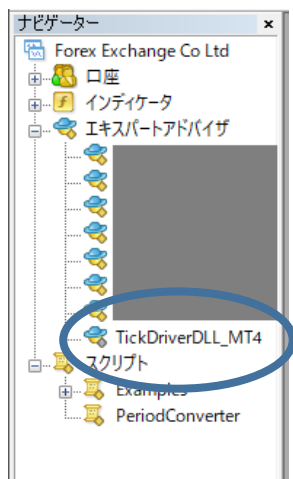 ナビゲーター
Forex Exchange Co Ltd
口座
インディケータ
エキスパートアドバイザ
TickDriverDLL_MT4
スクリプト
Examples
PeriodConverter